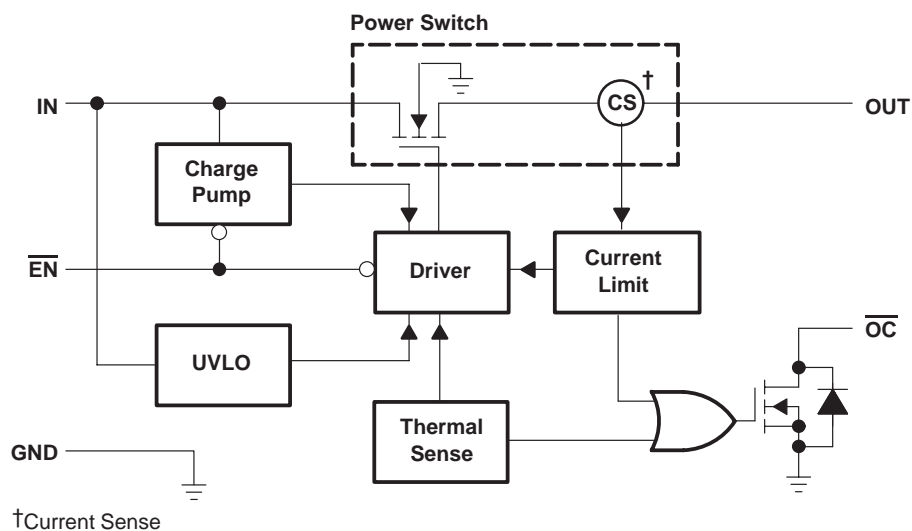 Power Switch
†
IN
CS
OUT
Charge
Pump
EN
Driver
Current
Limit
OC
UVLO
Thermal
Sense
GND
†Current Sense